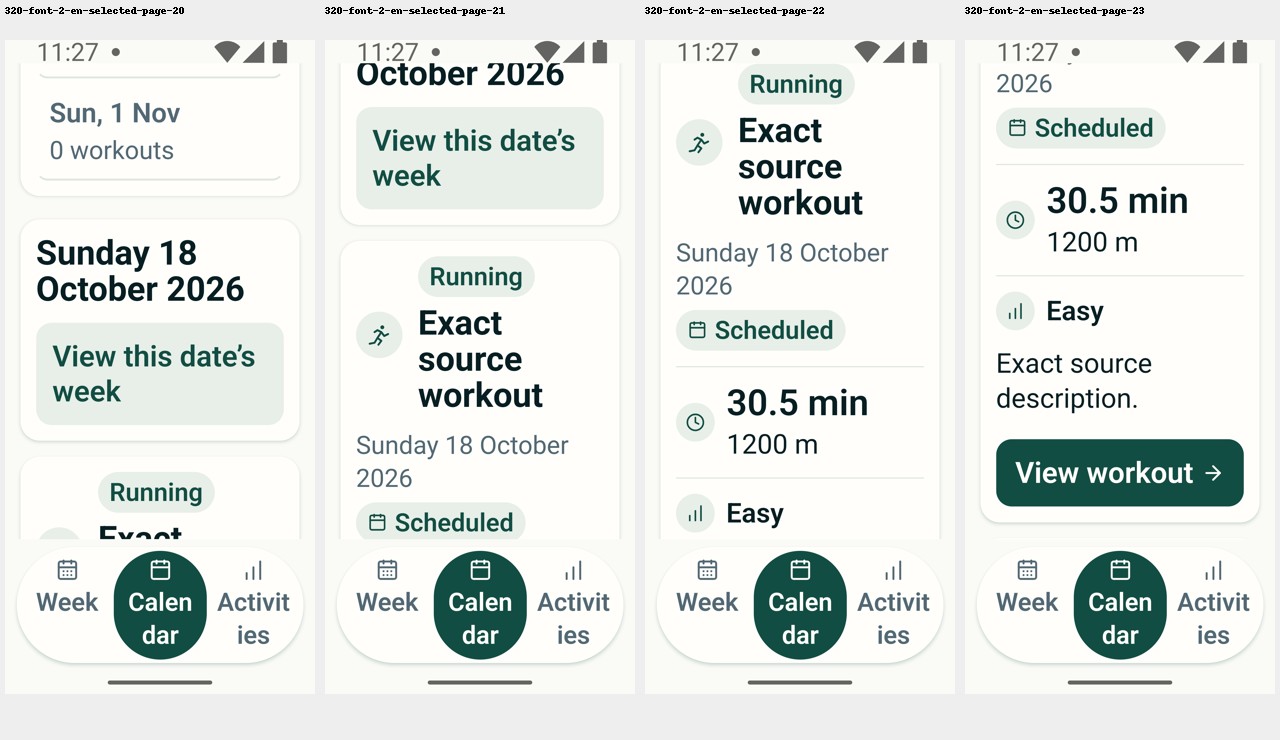 320-font-2-en-selected-page-20
11:27
Sun, 1 Nov
0 workouts
Sunday 18
October 2026
View this date’s
week
Running
Exact
Week
Calen
dar
Activit
ies
320-font-2-en-selected-page-21
11:27
October 2026
View this date’s
week
Running
Exact
source
workout
Sunday 18 October
2026
Scheduled
Week
Calen
dar
Activit
ies
320-font-2-en-selected-page-22
11:27
Running
Exact
source
workout
Sunday 18 October
2026
Scheduled
30.5 min
1200 m
Easy
Week
Calen
dar
Activit
ies
320-font-2-en-selected-page-23
11:27
2026
Scheduled
30.5 min
1200 m
Easy
Exact source
description.
View workout
Week
Calen
dar
Activit
ies